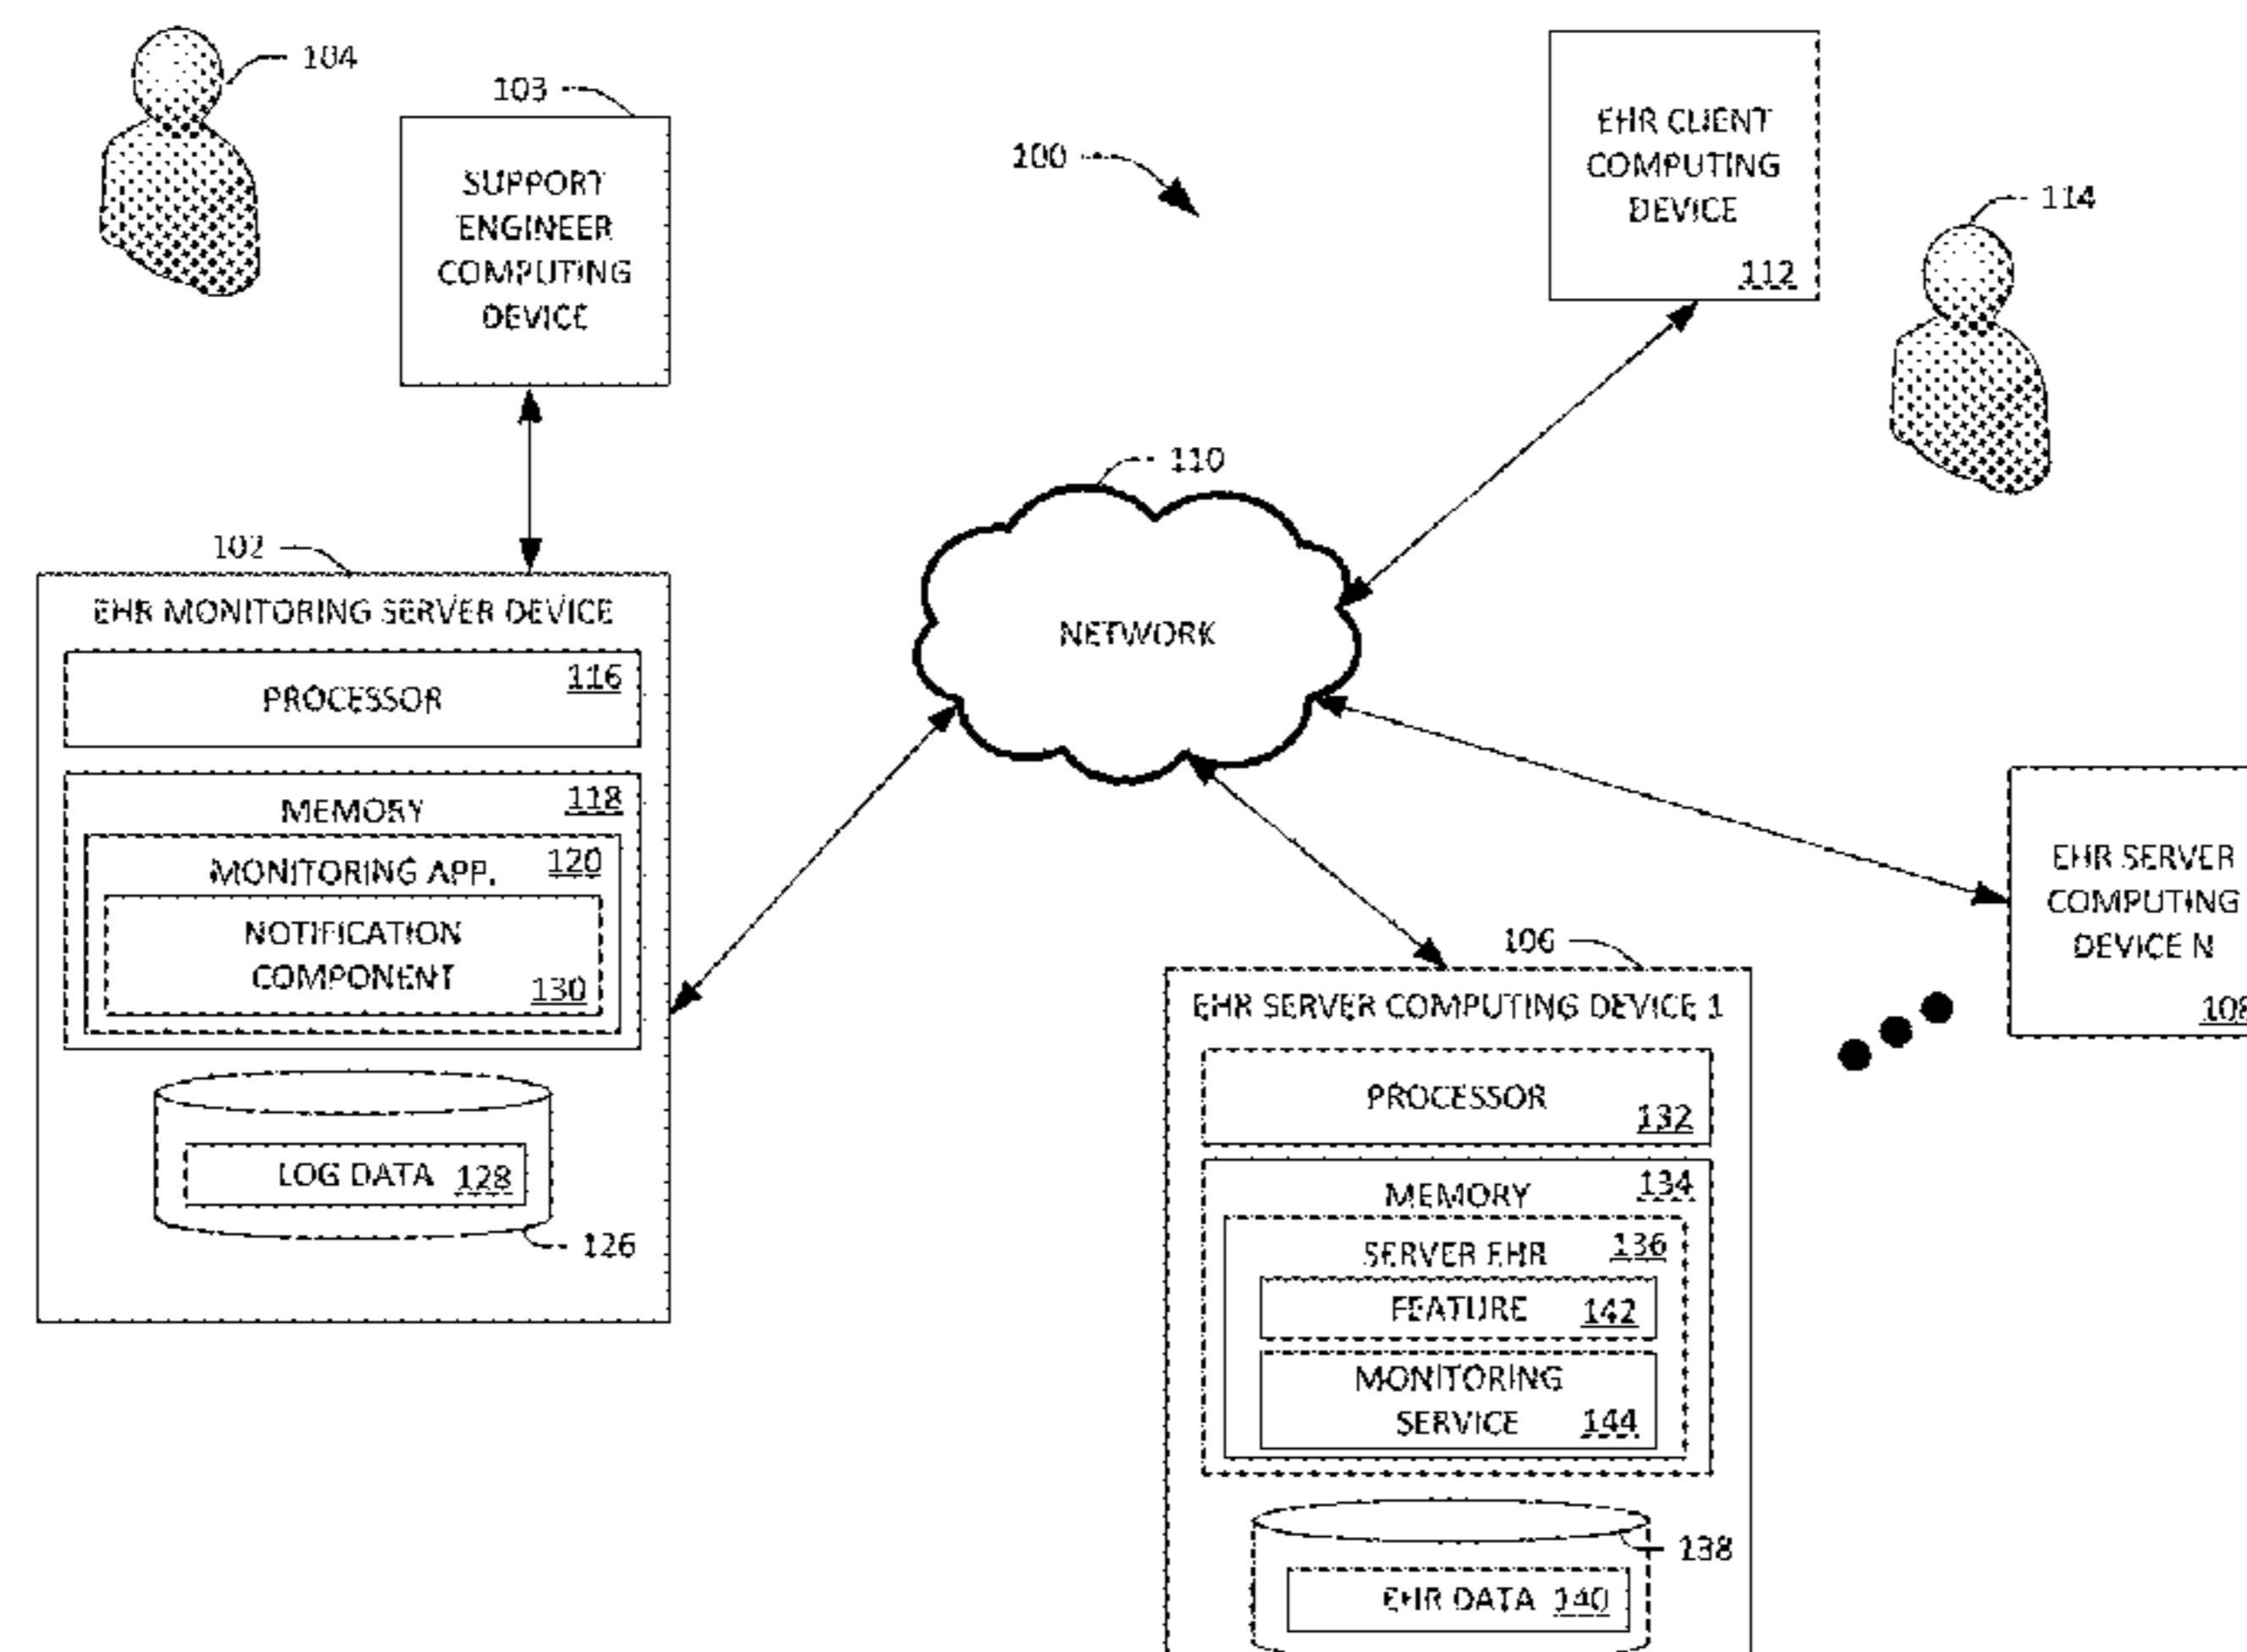 104
103
SUPPORT
ENGINEER
COMPUTING
DEVICE
100
EHR CLIENT
COMPUTING
DEVICE
112
114
110
NETWORK
102
EHR MONITORING SERVER DEVICE
116
PROCESSOR
118
MEMORY
120
MONITORING APP.
NOTIFICATION
COMPONENT
130
LOG DATA 128
126
EHR SERVER
COMPUTING
DEVICE N
108
106
EHR SERVER COMPUTING DEVICE 1
PROCESSOR
132
134
MEMORY
136
SERVER EHR
FEATURE 142
MONITORING
SERVICE 144
138
EHR DATA 140